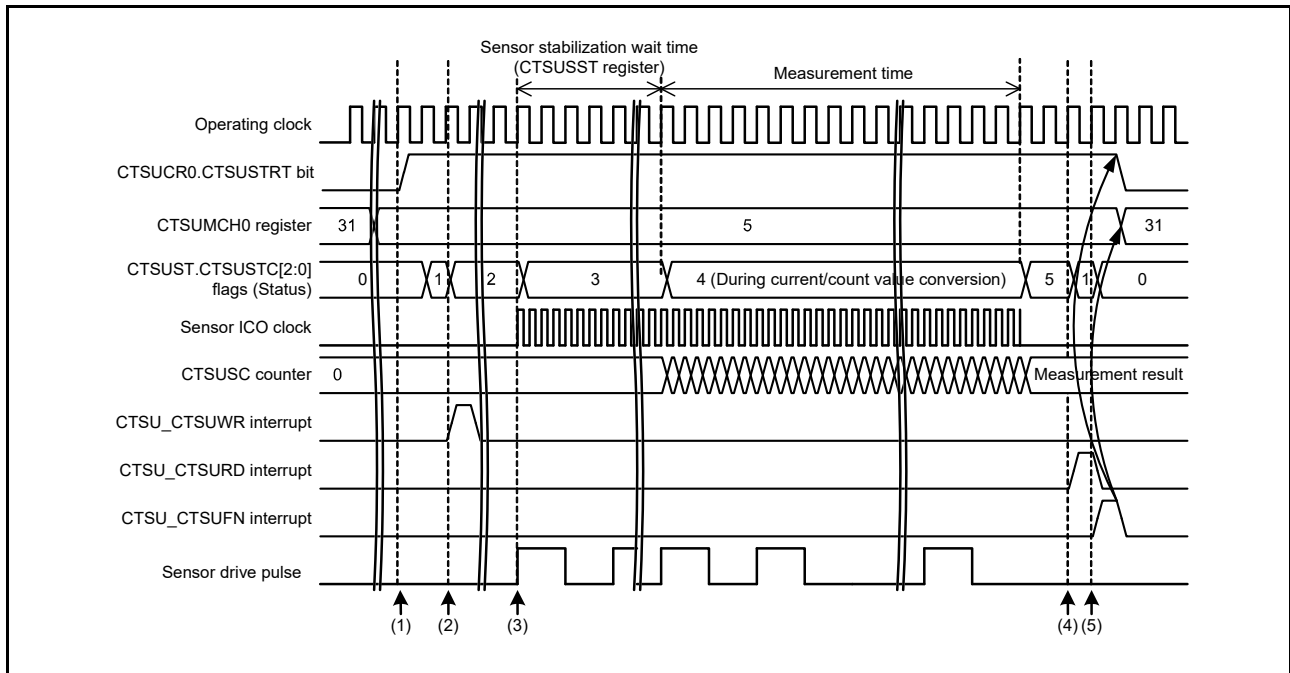 Sensor stabilization wait time
(CTSUSST register)
Measurement time
Operating clock
CTSUCR0.CTSUSTRT bit
CTSUMCH0 register
31
5
31
CTSUST.CTSUSTC[2:0]
flags (Status)
0
1
2
3
4 (During current/count value conversion)
5
1
0
Sensor ICO clock
CTSUSC counter
0
Measurement result
CTSU_CTSUWR interrupt
CTSU_CTSURD interrupt
CTSU_CTSUFN interrupt
Sensor drive pulse
(1)
(2)
(3)
(4)
(5)